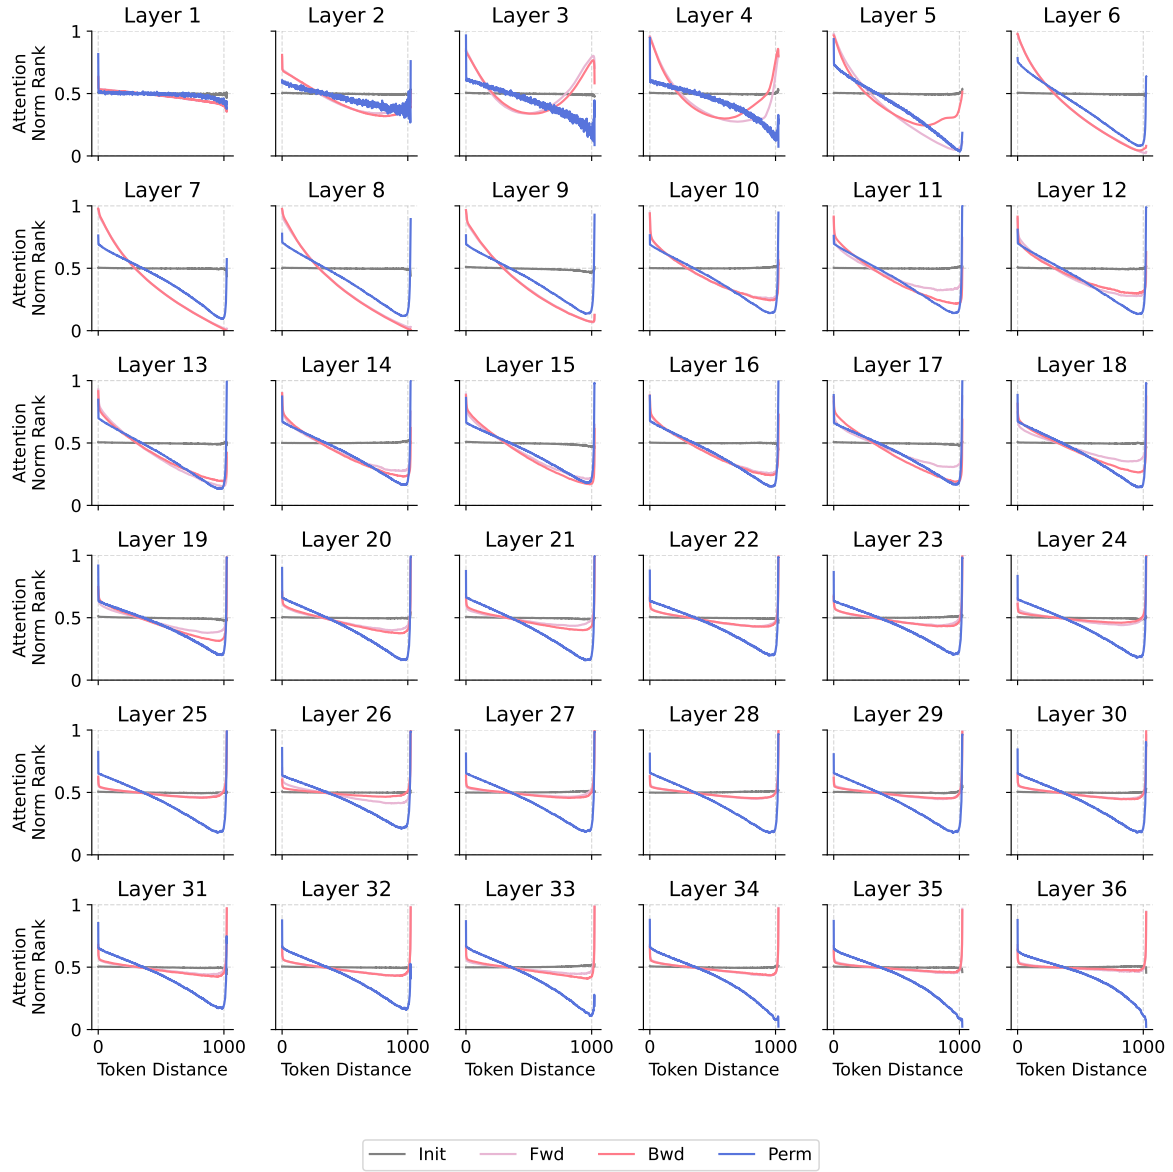 Layer 1 Layer 2 Layer 3 Layer 4 Layer 5 Layer 6
Attention
Norm Rank
1
0.5
0
Layer 7 Layer 8 Layer 9 Layer 10 Layer 11 Layer 12
Attention
Norm Rank
1
0.5
0
Layer 13 Layer 14 Layer 15 Layer 16 Layer 17 Layer 18
Attention
Norm Rank
1
0.5
0
Layer 19 Layer 20 Layer 21 Layer 22 Layer 23 Layer 24
Attention
Norm Rank
1
0.5
0
Layer 25 Layer 26 Layer 27 Layer 28 Layer 29 Layer 30
Attention
Norm Rank
1
0.5
0
Layer 31 Layer 32 Layer 33 Layer 34 Layer 35 Layer 36
Attention
Norm Rank
1
0.5
0
0 1000 0 1000 0 1000 0 1000 0 1000 0 1000
Token Distance Token Distance Token Distance Token Distance Token Distance Token Distance
Init Fwd Bwd Perm